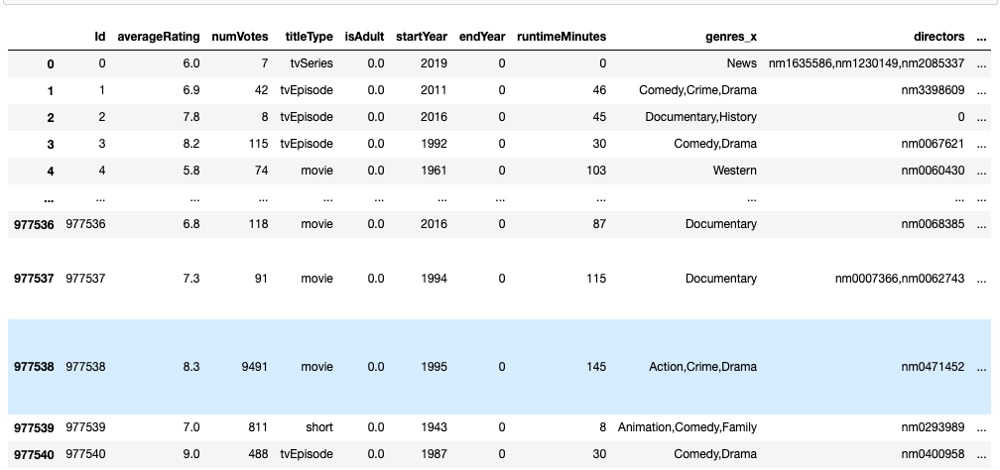 Id averageRating numVotes titleType isAdult startYear endYear runtimeMinutes genres_x directors ...
0 0 6.0 7 tvSeries 0.0 2019 0 0 News nm1635586,nm1230149,nm2085337 ...
1 1 6.9 42 tvEpisode 0.0 2011 0 46 Comedy,Crime,Drama nm3398609 ...
2 2 7.8 8 tvEpisode 0.0 2016 0 45 Documentary,History 0 ...
3 3 8.2 115 tvEpisode 0.0 1992 0 30 Comedy,Drama nm0067621 ...
4 4 5.8 74 movie 0.0 1961 0 103 Western nm0060430 ...
... ... ... ... ... ... ... ... ... ... ... ...
977536 977536 6.8 118 movie 0.0 2016 0 87 Documentary nm0068385 ...
977537 977537 7.3 91 movie 0.0 1994 0 115 Documentary nm0007366,nm0062743 ...
977538 977538 8.3 9491 movie 0.0 1995 0 145 Action,Crime,Drama nm0471452 ...
977539 977539 7.0 811 short 0.0 1943 0 8 Animation,Comedy,Family nm0293989 ...
977540 977540 9.0 488 tvEpisode 0.0 1987 0 30 Comedy,Drama nm0400958 ...